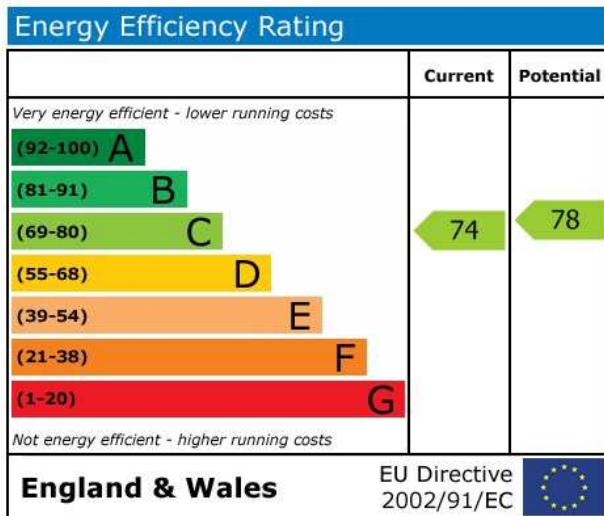 Energy Efficiency Rating
Current Potential
Very energy efficient - lower running costs
(92-100) A
(81-91) B
(69-80) C
74
78
(55-68) D
(39-54) E
(21-38) F
(1-20) G
Not energy efficient - higher running costs
England & Wales
EU Directive
2002/91/EC